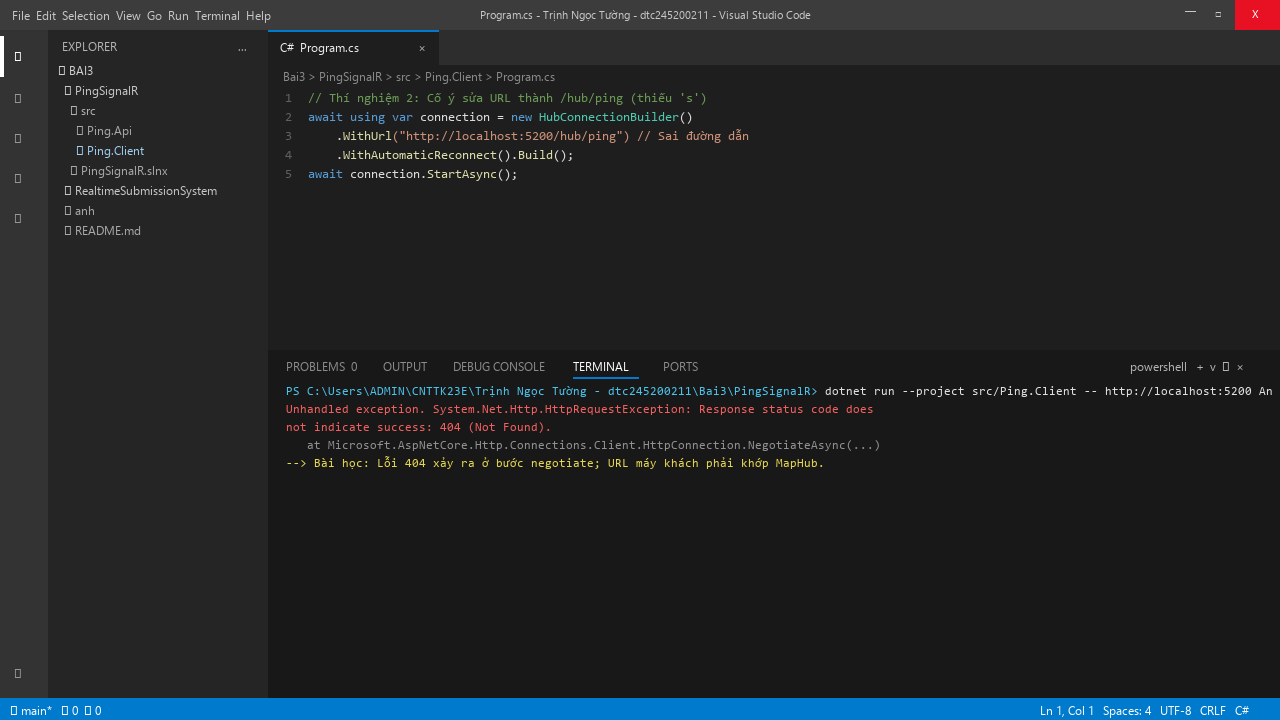 File Edit Selection View Go Run Terminal Help
Program.cs - Trịnh Ngọc Tường - dtc245200211 - Visual Studio Code
X
EXPLORER ...
BAI3
PingSignalR
src
Ping.Api
Ping.Client
PingSignalR.slnx
RealtimeSubmissionSystem
anh
README.md
C# Program.cs ×
Bai3 > PingSignalR > src > Ping.Client > Program.cs
1 // Thí nghiệm 2: Cố ý sửa URL thành /hub/ping (thiếu 's')
2 await using var connection = new HubConnectionBuilder()
3 .WithUrl("http://localhost:5200/hub/ping") // Sai đường dẫn
4 .WithAutomaticReconnect().Build();
5 await connection.StartAsync();
PROBLEMS 0 OUTPUT DEBUG CONSOLE TERMINAL PORTS
powershell + v ×
PS C:\Users\ADMIN\CNTTK23E\Trịnh Ngọc Tường - dtc245200211\Bai3\PingSignalR> dotnet run --project src/Ping.Client -- http://localhost:5200 An
Unhandled exception. System.Net.Http.HttpRequestException: Response status code does
not indicate success: 404 (Not Found).
at Microsoft.AspNetCore.Http.Connections.Client.HttpConnection.NegotiateAsync(...)
--> Bài học: Lỗi 404 xảy ra ở bước negotiate; URL máy khách phải khớp MapHub.
main* 0 0
Ln 1, Col 1 Spaces: 4 UTF-8 CRLF C#